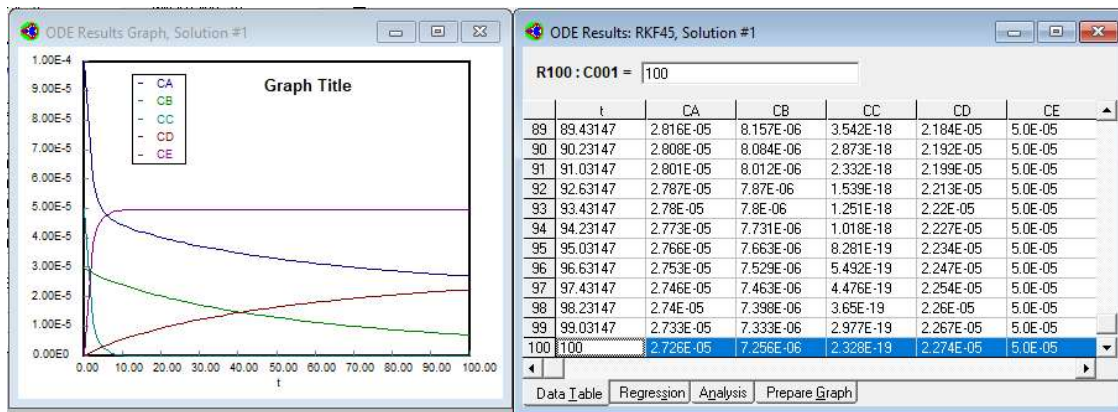 ODE Results Graph, Solution #1
Graph Title
CA
CB
CC
CD
CE
1.00E-4
9.00E-5
8.00E-5
7.00E-5
6.00E-5
5.00E-5
4.00E-5
3.00E-5
2.00E-5
1.00E-5
0.00E0
0.00 10.00 20.00 30.00 40.00 50.00 60.00 70.00 80.00 90.00 100.00
t
ODE Results: RKF45, Solution #1
R100 : C001 = 100
t CA CB CC CD CE
89 89.43147 2.816E-05 8.157E-06 3.542E-18 2.184E-05 5.0E-05
90 90.23147 2.808E-05 8.084E-06 2.873E-18 2.192E-05 5.0E-05
91 91.03147 2.801E-05 8.012E-06 2.332E-18 2.199E-05 5.0E-05
92 92.63147 2.787E-05 7.87E-06 1.539E-18 2.213E-05 5.0E-05
93 93.43147 2.78E-05 7.8E-06 1.251E-18 2.22E-05 5.0E-05
94 94.23147 2.773E-05 7.731E-06 1.018E-18 2.227E-05 5.0E-05
95 95.03147 2.766E-05 7.663E-06 8.281E-19 2.234E-05 5.0E-05
96 96.63147 2.753E-05 7.529E-06 5.492E-19 2.247E-05 5.0E-05
97 97.43147 2.746E-05 7.463E-06 4.476E-19 2.254E-05 5.0E-05
98 98.23147 2.74E-05 7.398E-06 3.65E-19 2.26E-05 5.0E-05
99 99.03147 2.733E-05 7.333E-06 2.977E-19 2.267E-05 5.0E-05
100 100 2.726E-05 7.256E-06 2.328E-19 2.274E-05 5.0E-05
Data Table Regression Analysis Prepare Graph